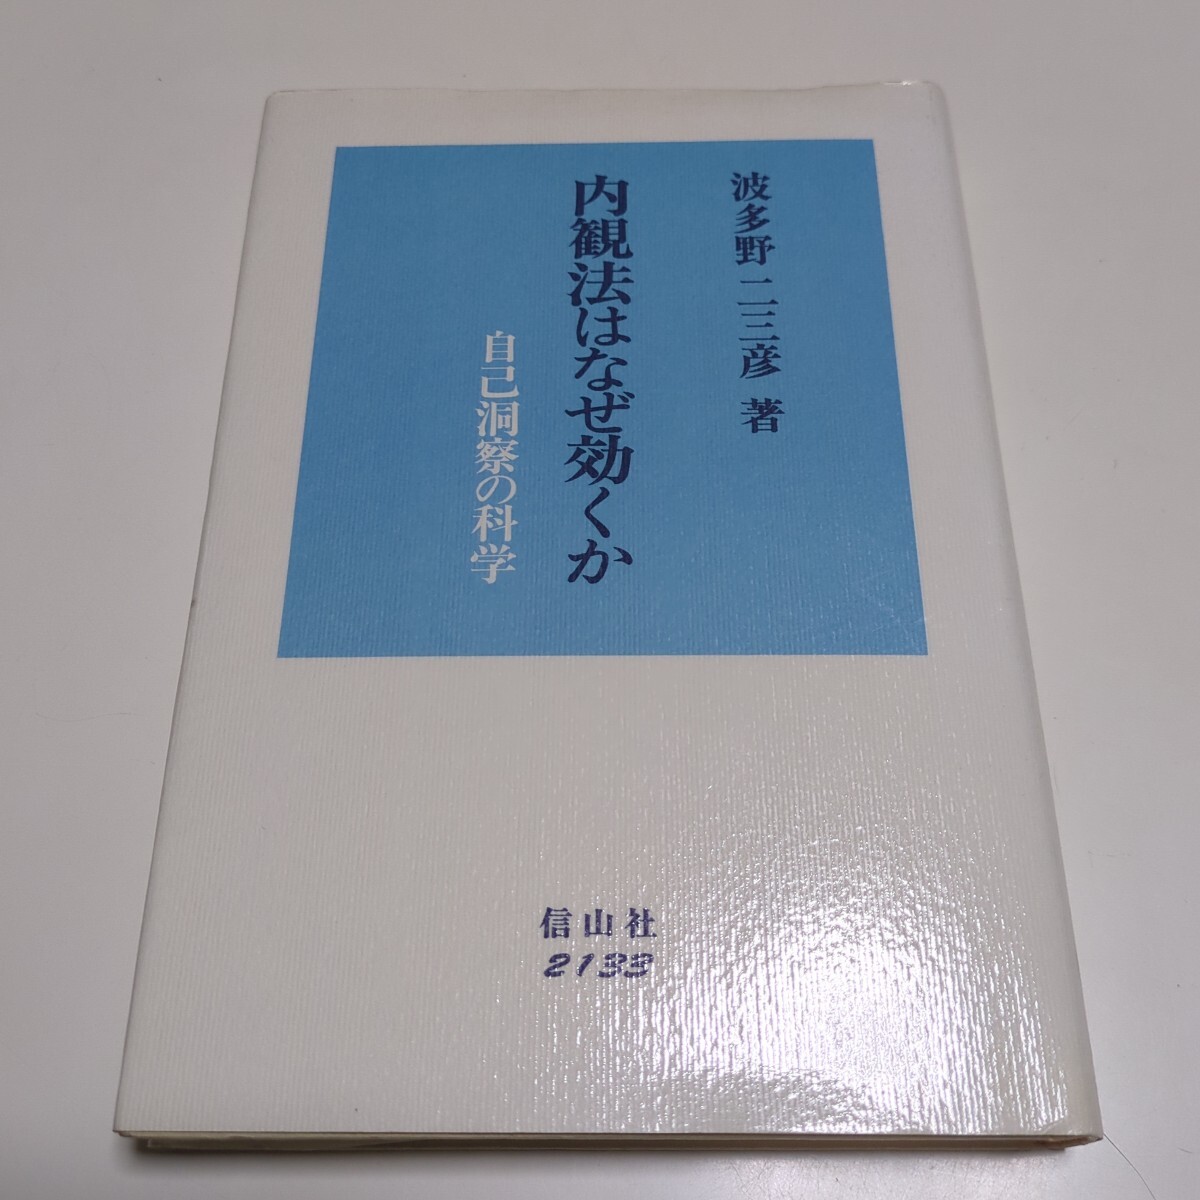 波多野 二三彦 著
内観法はなぜ効くか
自己洞察の科学
信山社
2133